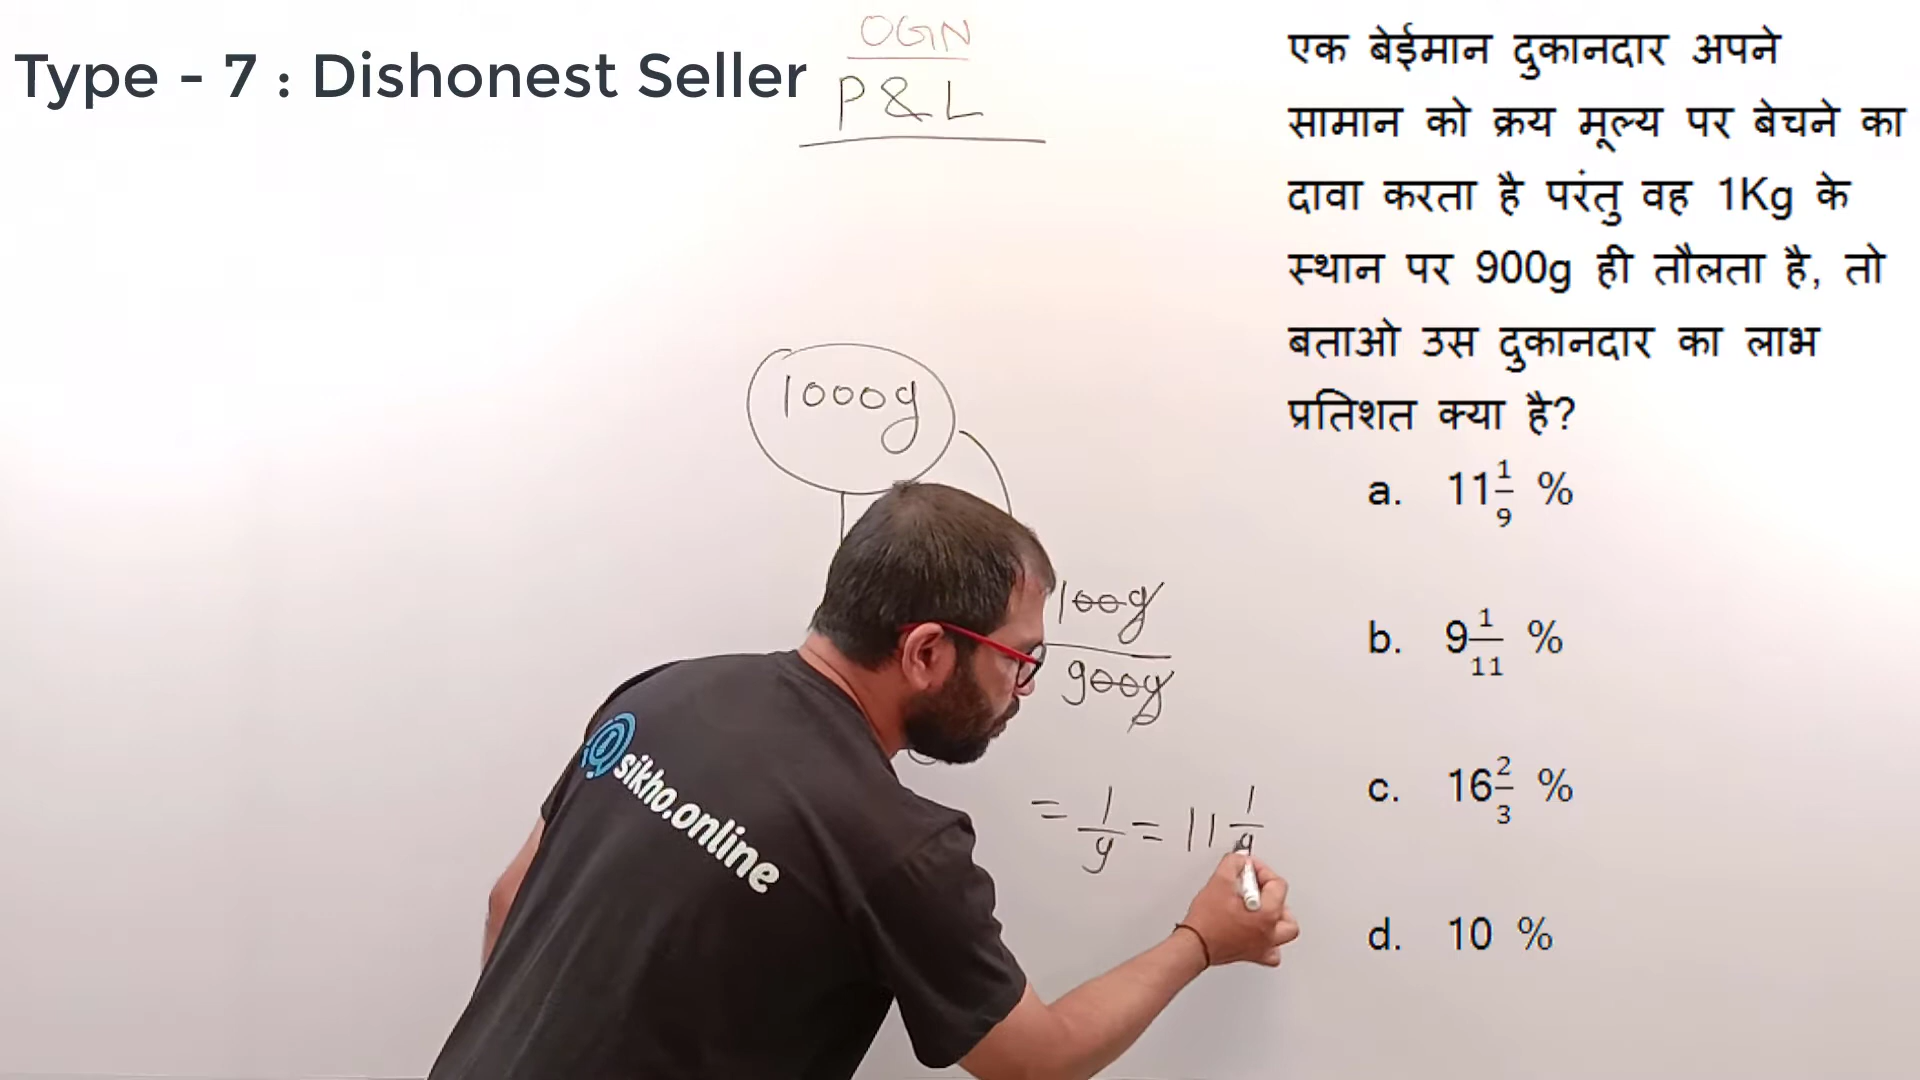 OGN
Type - 7 : Dishonest Seller
P&L
एक बेईमान दुकानदार अपने
सामान को क्रय मूल्य पर बेचने का
दावा करता है परंतु वह 1Kg के
स्थान पर 900g ही तौलता है, तो
बताओ उस दुकानदार का लाभ
प्रतिशत क्या है?
a. 11 1/9 %
b. 9 1/11 %
c. 16 2/3 %
d. 10 %
1000g
100g
900g
= 1/9 = 11 1/9
sikho.online